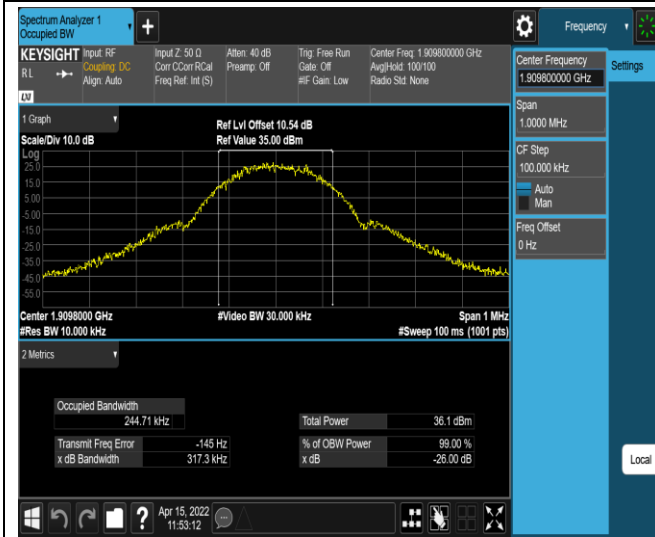 Spectrum Analyzer 1
Occupied BW
+
Frequency
KEYSIGHT
R L
LXI
Input: RF
Coupling: DC
Align: Auto
Input Z: 50 Ω
Corr CCorr RCal
Freq Ref: Int (S)
Atten: 40 dB
Preamp: Off
Trig: Free Run
Gate: Off
#IF Gain: Low
Center Freq: 1.909800000 GHz
Avg|Hold: 100/100
Radio Std: None
Center Frequency
1.909800000 GHz
Settings
Span
1.0000 MHz
CF Step
100.000 kHz
Auto
Man
Freq Offset
0 Hz
1 Graph
Scale/Div 10.0 dB
Ref Lvl Offset 10.54 dB
Ref Value 35.00 dBm
Log
25.0
15.0
5.00
-5.00
-15.0
-25.0
-35.0
-45.0
-55.0
Center 1.9098000 GHz
#Video BW 30.000 kHz
Span 1 MHz
#Res BW 10.000 kHz
#Sweep 100 ms (1001 pts)
2 Metrics
Occupied Bandwidth
244.71 kHz
Total Power 36.1 dBm
Transmit Freq Error -145 Hz
% of OBW Power 99.00 %
x dB Bandwidth 317.3 kHz
x dB -26.00 dB
Local
?
Apr 15, 2022
11:53:12